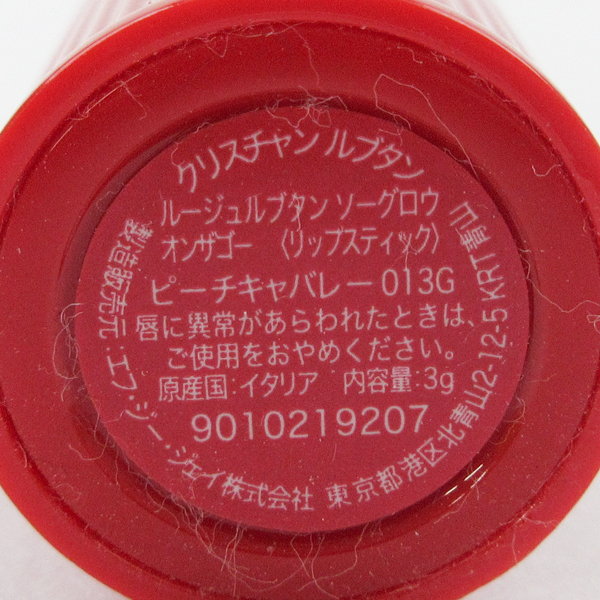 クリスチャン ルブタン
ルージュルブタン ソーグロウ
オンザゴー 〈リップスティック〉
ピーチキャバレー 013G
唇に異常があらわれたときは、
ご使用をおやめください。
原産国:イタリア 内容量:3g
9010219207
製造販売元:エフ・ジー・ジェイ株式会社 東京都港区北青山2-12-5 KRT青山